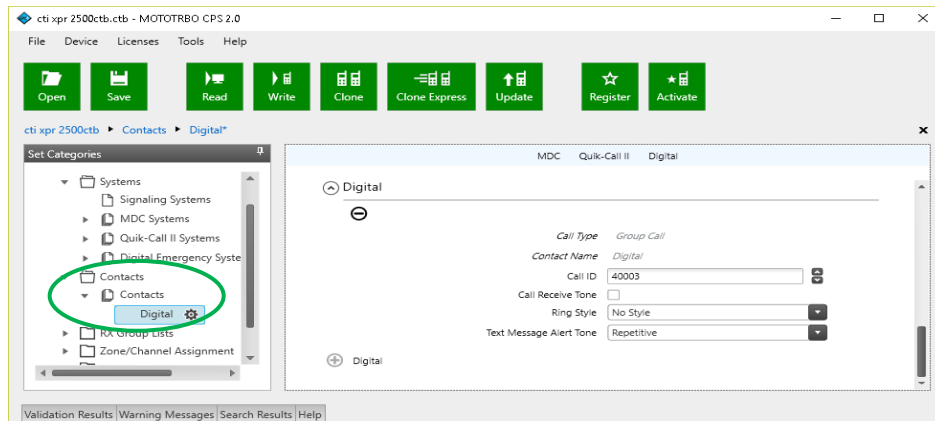 cti xpr 2500ctb.ctb - MOTOTRBO CPS 2.0
File Device Licenses Tools Help
Open Save Read Write Clone Clone Express Update Register Activate
cti xpr 2500ctb Contacts Digital*
Set Categories
MDC Quik-Call II Digital
Systems
Signaling Systems
MDC Systems
Quik-Call II Systems
Digital Emergency Syste
Contacts
Contacts
Digital
RX Group Lists
Zone/Channel Assignment
Digital
Call Type Group Call
Contact Name Digital
Call ID 40003
Call Receive Tone
Ring Style No Style
Text Message Alert Tone Repetitive
Digital
Validation Results Warning Messages Search Results Help